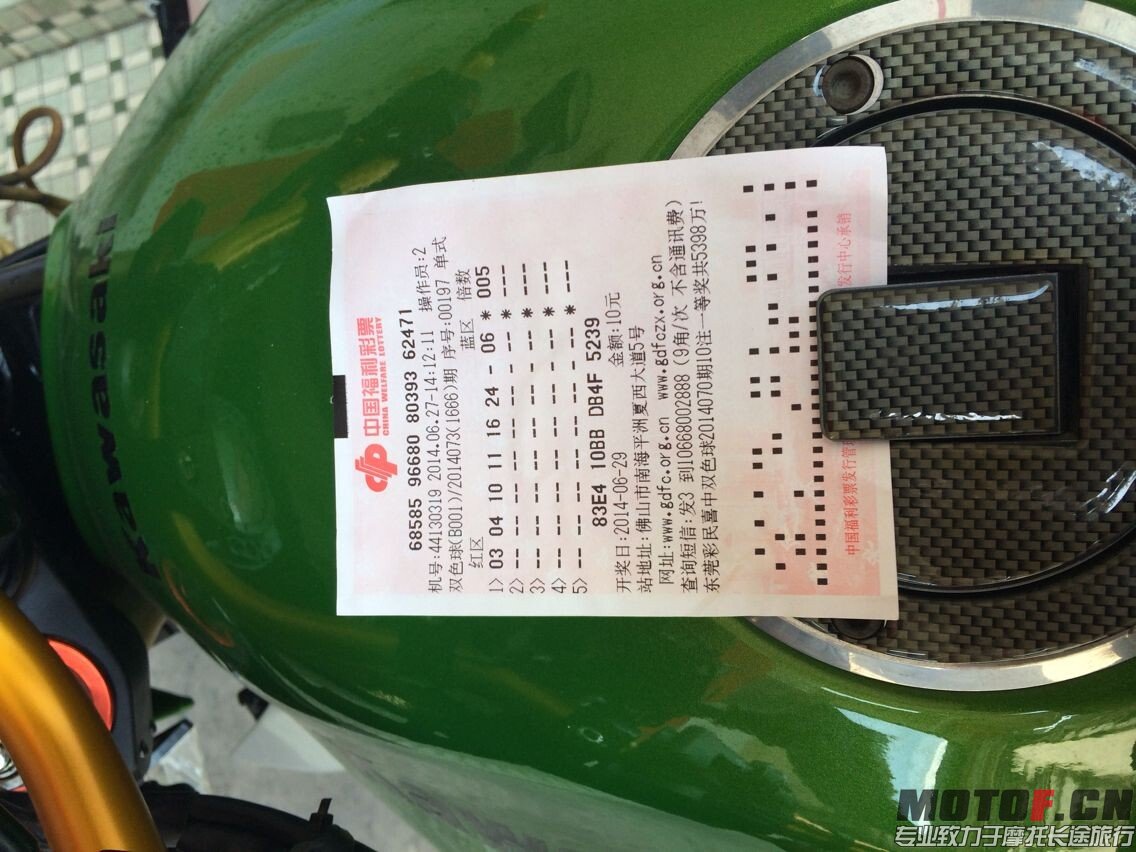 中国福利彩票
CHINA WELFARE LOTTERY
68585 96680 80393 62471
机号:44130319 2014.06.27-14:12:11 操作员:2
双色球(B001)/2014073(1666)期 序号:00197 单式
红区 蓝区 倍数
1> 03 04 10 11 16 24 - 06 * 005
2> -- -- -- -- -- -- - -- * ---
3> -- -- -- -- -- -- - -- * ---
4> -- -- -- -- -- -- - -- * ---
5> -- -- -- -- -- -- - -- * ---
83E4 10BB DB4F 5239
开奖日:2014-06-29 金额:10元
站地址:佛山市南海平洲夏西大道5号
网址:www.gdfc.org.cn www.gdfczx.org.cn
查询短信:发3 到10668002888 (9角/次 不含通讯费)
东莞彩民喜中双色球2014070期10注一等奖共5398万!
中国福利彩票发行管
发行中心承销
Kawasaki
MOTOF.CN
专业致力于摩托长途旅行